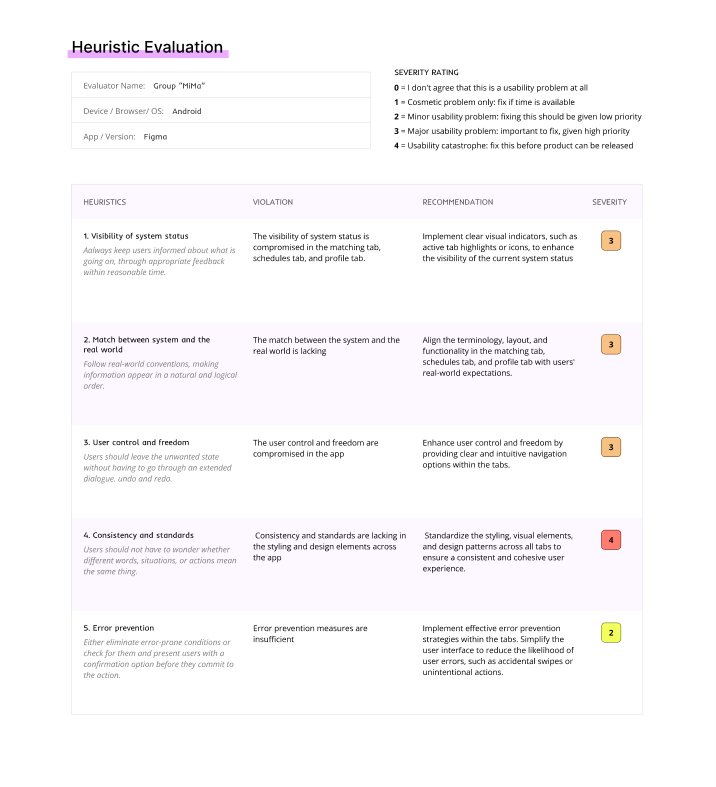 Heuristic Evaluation
Evaluator Name: Group “MiMa”
Device / Browser/ OS: Android
App / Version: Figma
SEVERITY RATING
0 = I don't agree that this is a usability problem at all
1 = Cosmetic problem only: fix if time is available
2 = Minor usability problem: fixing this should be given low priority
3 = Major usability problem: important to fix, given high priority
4 = Usability catastrophe: fix this before product can be released
HEURISTICS
VIOLATION
RECOMMENDATION
SEVERITY
1. Visibility of system status
Aalways keep users informed about what is
going on, through appropriate feedback
within reasonable time.
The visibility of system status is
compromised in the matching tab,
schedules tab, and profile tab.
Implement clear visual indicators, such as
active tab highlights or icons, to enhance
the visibility of the current system status
3
2. Match between system and the
real world
Follow real-world conventions, making
information appear in a natural and logical
order.
The match between the system and the
real world is lacking
Align the terminology, layout, and
functionality in the matching tab,
schedules tab, and profile tab with users'
real-world expectations.
3
3. User control and freedom
Users should leave the unwanted state
without having to go through an extended
dialogue. undo and redo.
The user control and freedom are
compromised in the app
Enhance user control and freedom by
providing clear and intuitive navigation
options within the tabs.
3
4. Consistency and standards
Users should not have to wonder whether
different words, situations, or actions mean
the same thing.
Consistency and standards are lacking in
the styling and design elements across
the app
Standardize the styling, visual elements,
and design patterns across all tabs to
ensure a consistent and cohesive user
experience.
4
5. Error prevention
Either eliminate error-prone conditions or
check for them and present users with a
confirmation option before they commit to
the action.
Error prevention measures are
insufficient
Implement effective error prevention
strategies within the tabs. Simplify the
user interface to reduce the likelihood of
user errors, such as accidental swipes or
unintentional actions.
2